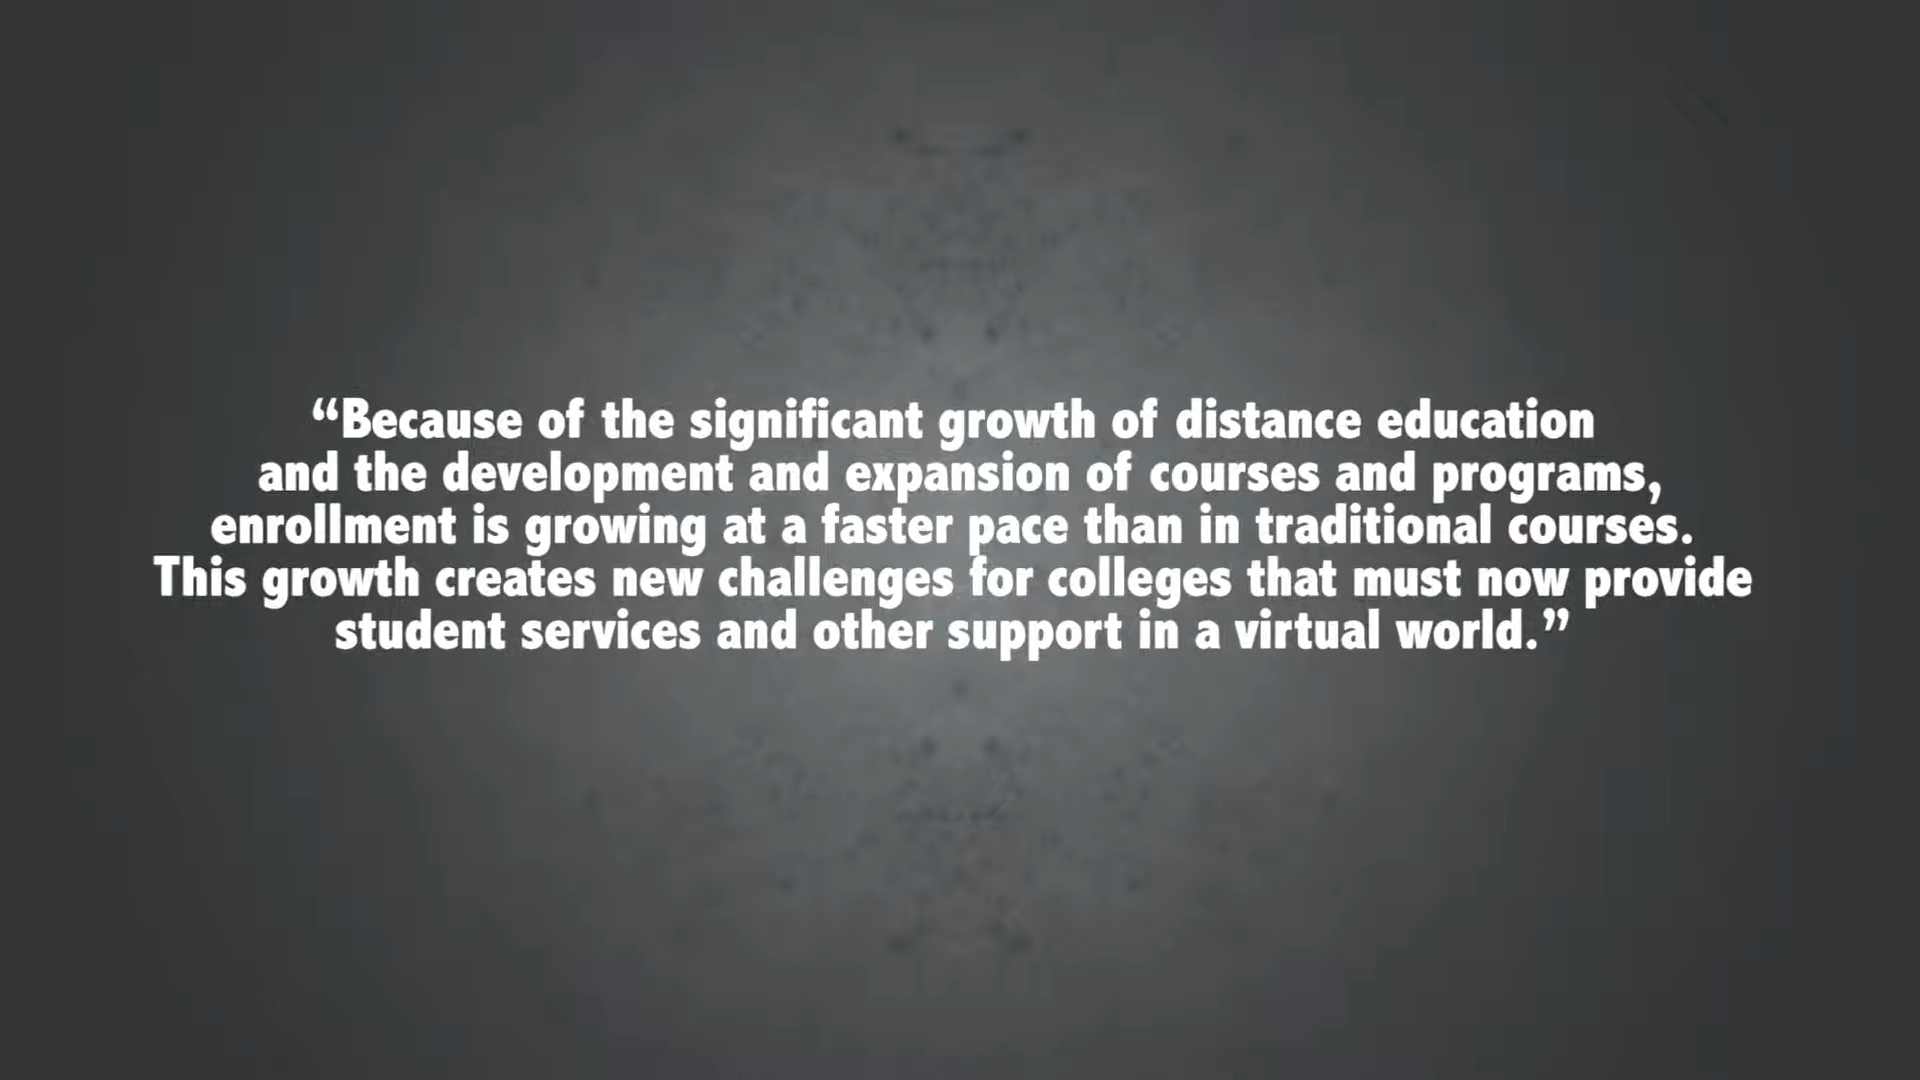 “Because of the significant growth of distance education
and the development and expansion of courses and programs,
enrollment is growing at a faster pace than in traditional courses.
This growth creates new challenges for colleges that must now provide
student services and other support in a virtual world.”